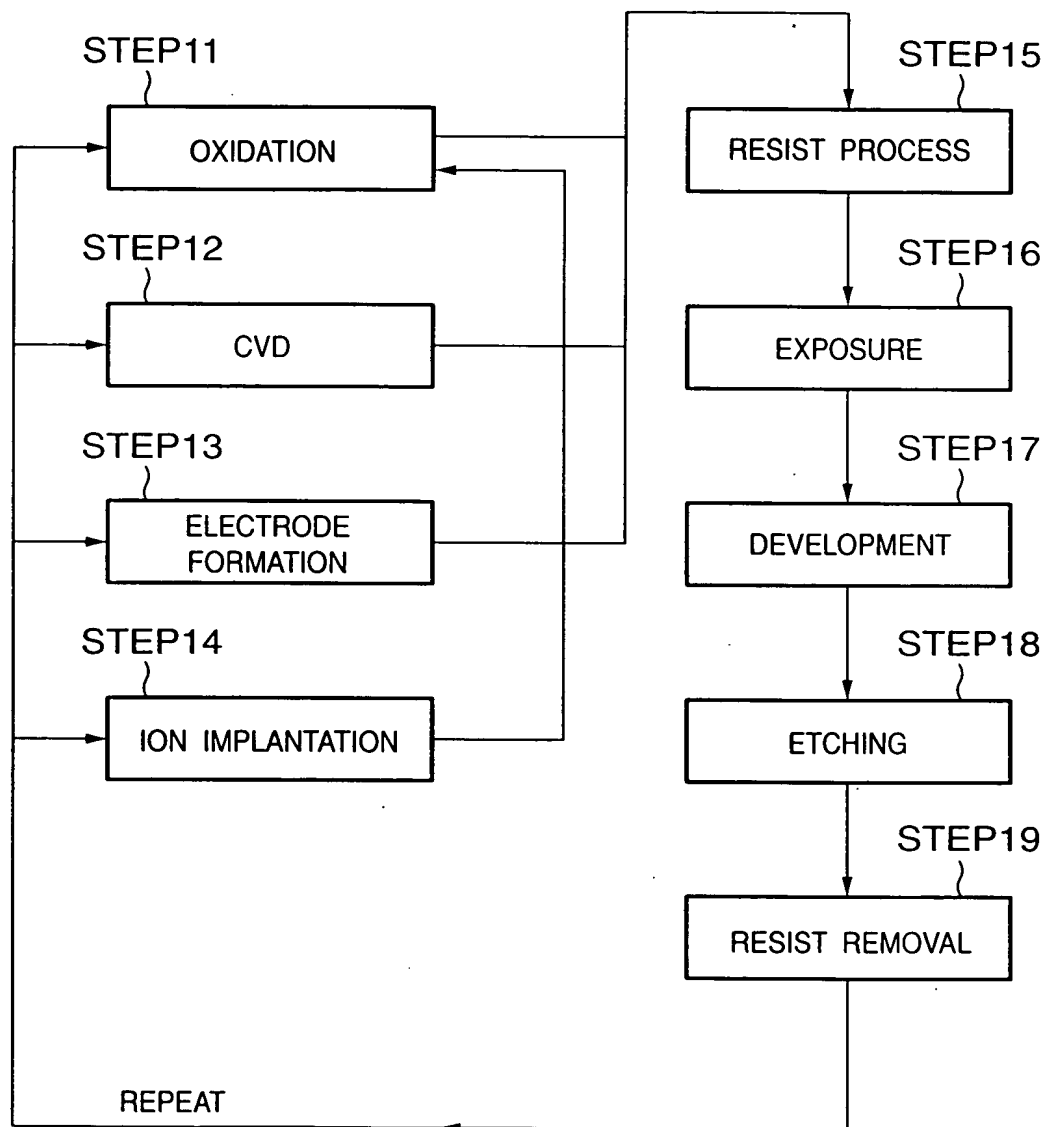 STEP11
OXIDATION
STEP12
CVD
STEP13
ELECTRODE
FORMATION
STEP14
ION IMPLANTATION
STEP15
RESIST PROCESS
STEP16
EXPOSURE
STEP17
DEVELOPMENT
STEP18
ETCHING
STEP19
RESIST REMOVAL
REPEAT